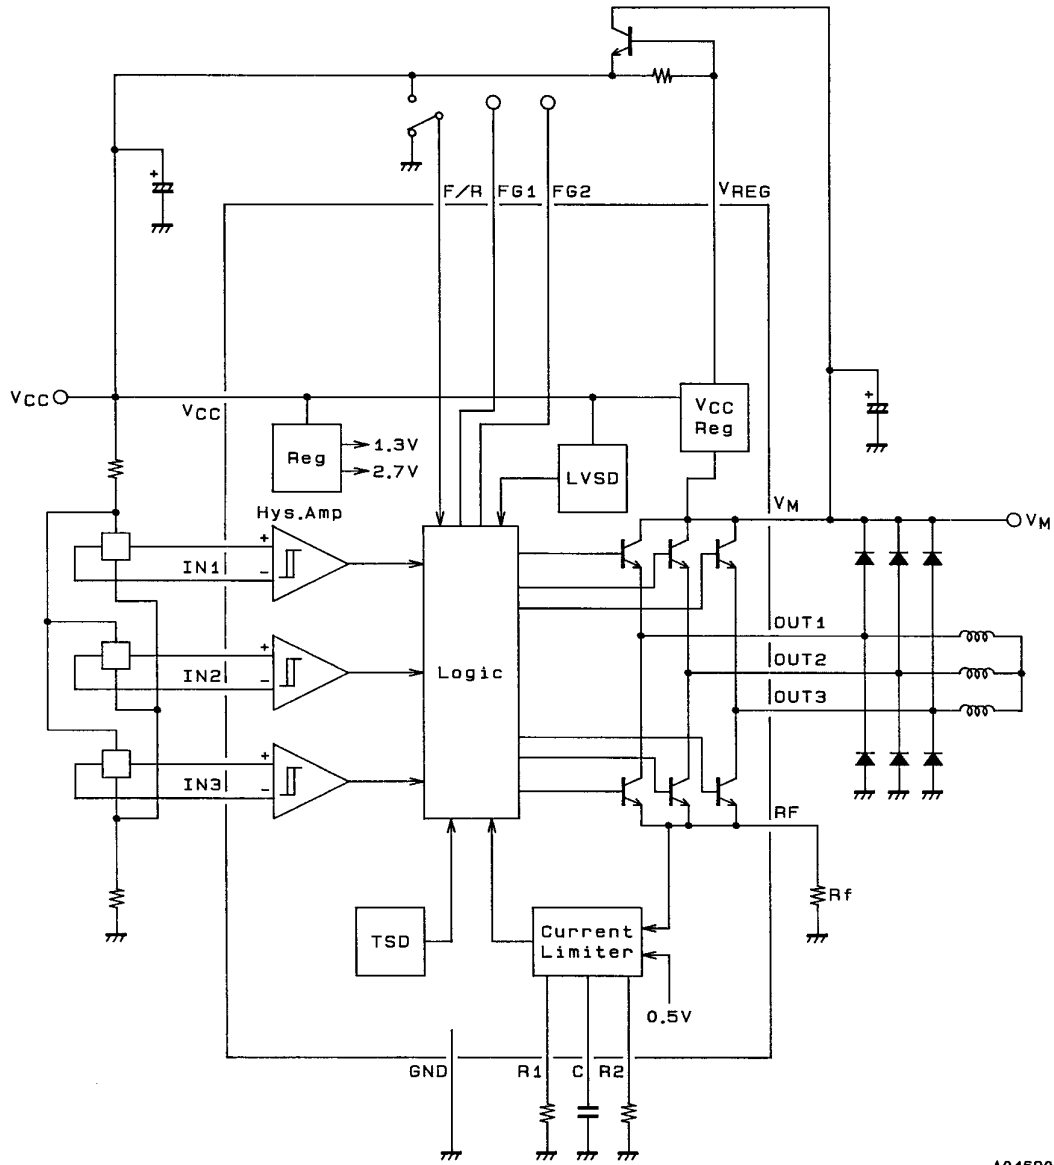 F/R FG1 FG2 VREG
+
VCC
VCC
VCC
Reg
+
Reg
1.3V
2.7V
LVSD
Hys.Amp
VM
VM
+
IN1
-
OUT1
+
IN2
-
Logic
OUT2
OUT3
+
IN3
-
RF
Rf
TSD
Current
Limiter
0.5V
GND R1 C R2